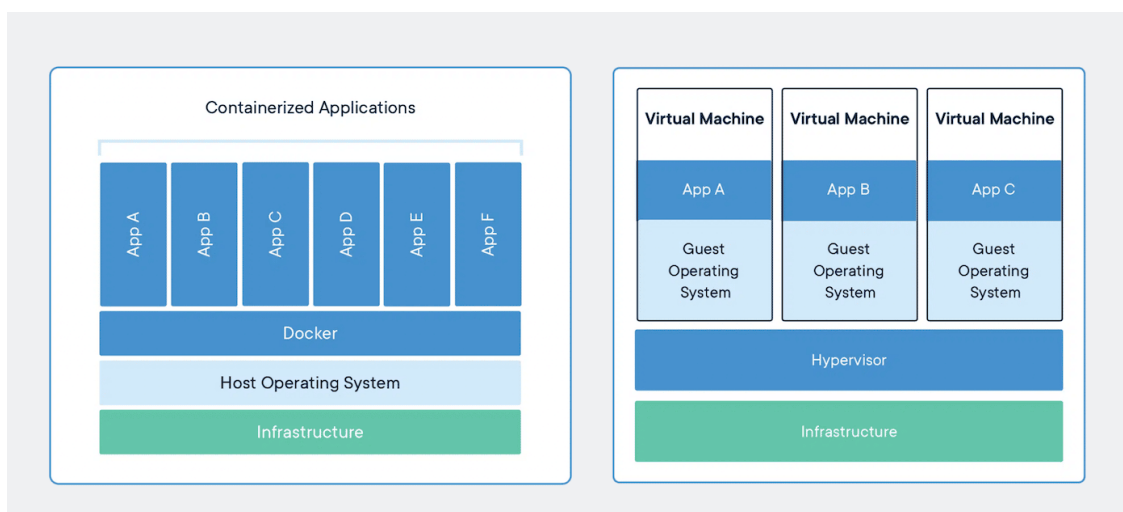 Containerized Applications
App A
App B
App C
App D
App E
App F
Docker
Host Operating System
Infrastructure
Virtual Machine
App A
Guest
Operating
System
Virtual Machine
App B
Guest
Operating
System
Virtual Machine
App C
Guest
Operating
System
Hypervisor
Infrastructure